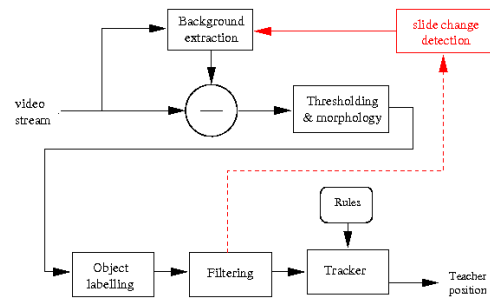 Background
extraction
slide change
detection
video
stream
Thresholding
& morphology
Rules
Object
labelling
Filtering
Tracker
Teacher
position